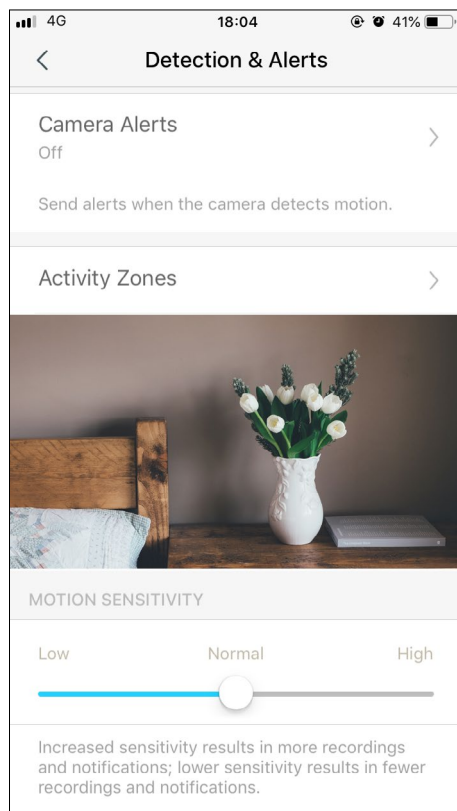 4G 18:04 41%
Detection & Alerts
Camera Alerts
Off
Send alerts when the camera detects motion.
Activity Zones
MOTION SENSITIVITY
Low Normal High
Increased sensitivity results in more recordings
and notifications; lower sensitivity results in fewer
recordings and notifications.